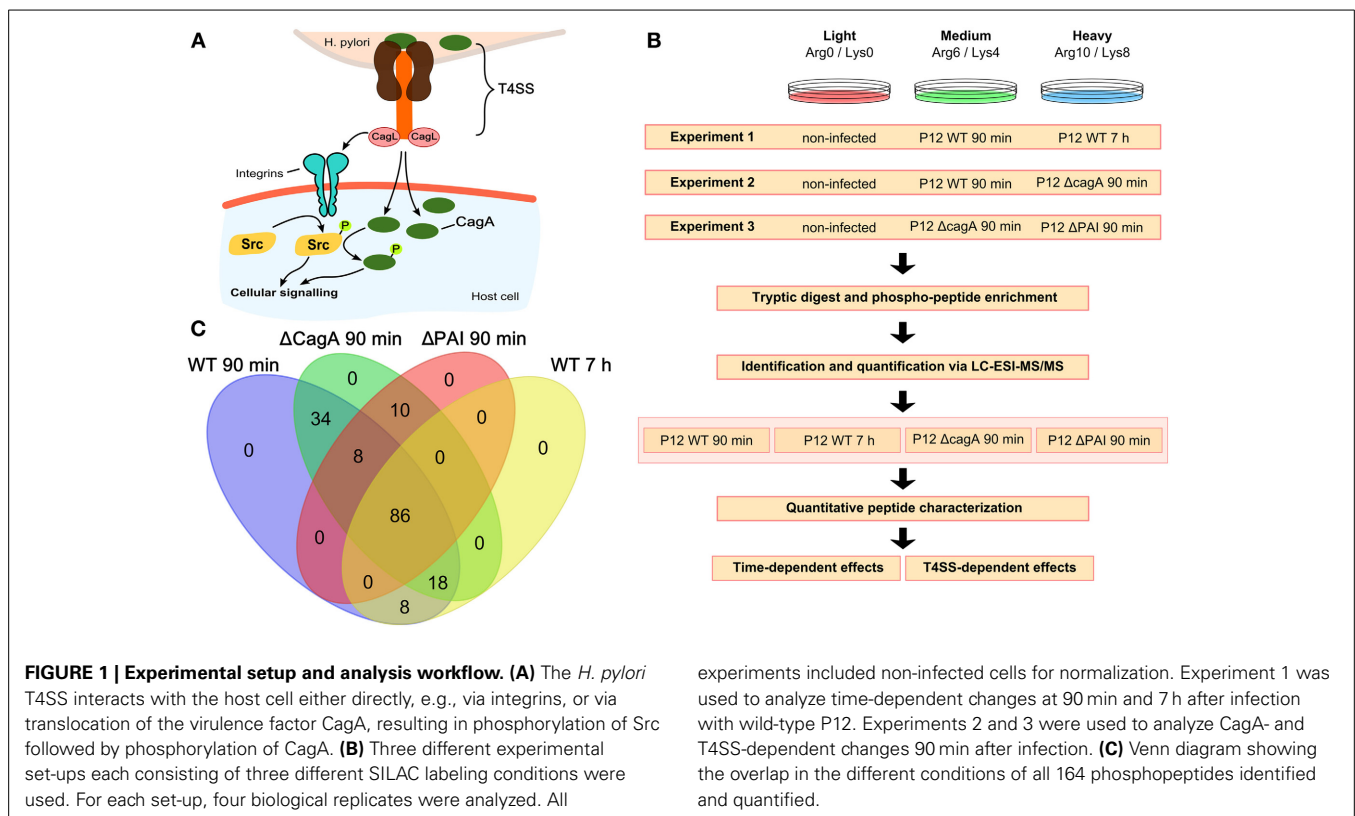 A
H. pylori
T4SS
CagL CagL
Integrins
P
CagA
Src
Src
P
Cellular signalling
Host cell
B
Light Medium Heavy
Arg0 / Lys0 Arg6 / Lys4 Arg10 / Lys8
Experiment 1 non-infected P12 WT 90 min P12 WT 7 h
Experiment 2 non-infected P12 WT 90 min P12 ΔcagA 90 min
Experiment 3 non-infected P12 ΔcagA 90 min P12 ΔPAI 90 min
Tryptic digest and phospho-peptide enrichment
Identification and quantification via LC-ESI-MS/MS
P12 WT 90 min P12 WT 7 h P12 ΔcagA 90 min P12 ΔPAI 90 min
Quantitative peptide characterization
Time-dependent effects T4SS-dependent effects
C
ΔCagA 90 min ΔPAI 90 min
WT 90 min WT 7 h
0 0
34 10 0
0 8 0 0
86
0 0
0 18
8
FIGURE 1 | Experimental setup and analysis workflow. (A) The H. pylori
T4SS interacts with the host cell either directly, e.g., via integrins, or via
translocation of the virulence factor CagA, resulting in phosphorylation of Src
followed by phosphorylation of CagA. (B) Three different experimental
set-ups each consisting of three different SILAC labeling conditions were
used. For each set-up, four biological replicates were analyzed. All
experiments included non-infected cells for normalization. Experiment 1 was
used to analyze time-dependent changes at 90 min and 7 h after infection
with wild-type P12. Experiments 2 and 3 were used to analyze CagA- and
T4SS-dependent changes 90 min after infection. (C) Venn diagram showing
the overlap in the different conditions of all 164 phosphopeptides identified
and quantified.